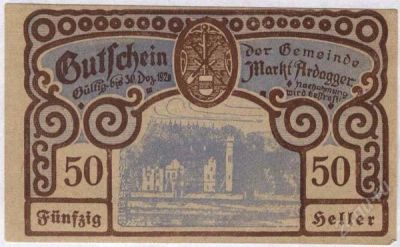 Gutschein
Gültig bis 30. Dez. 1920
der Gemeinde
Markt Ardagger
Nachahmung
wird bestraft
50
50
Fünfzig
Heller